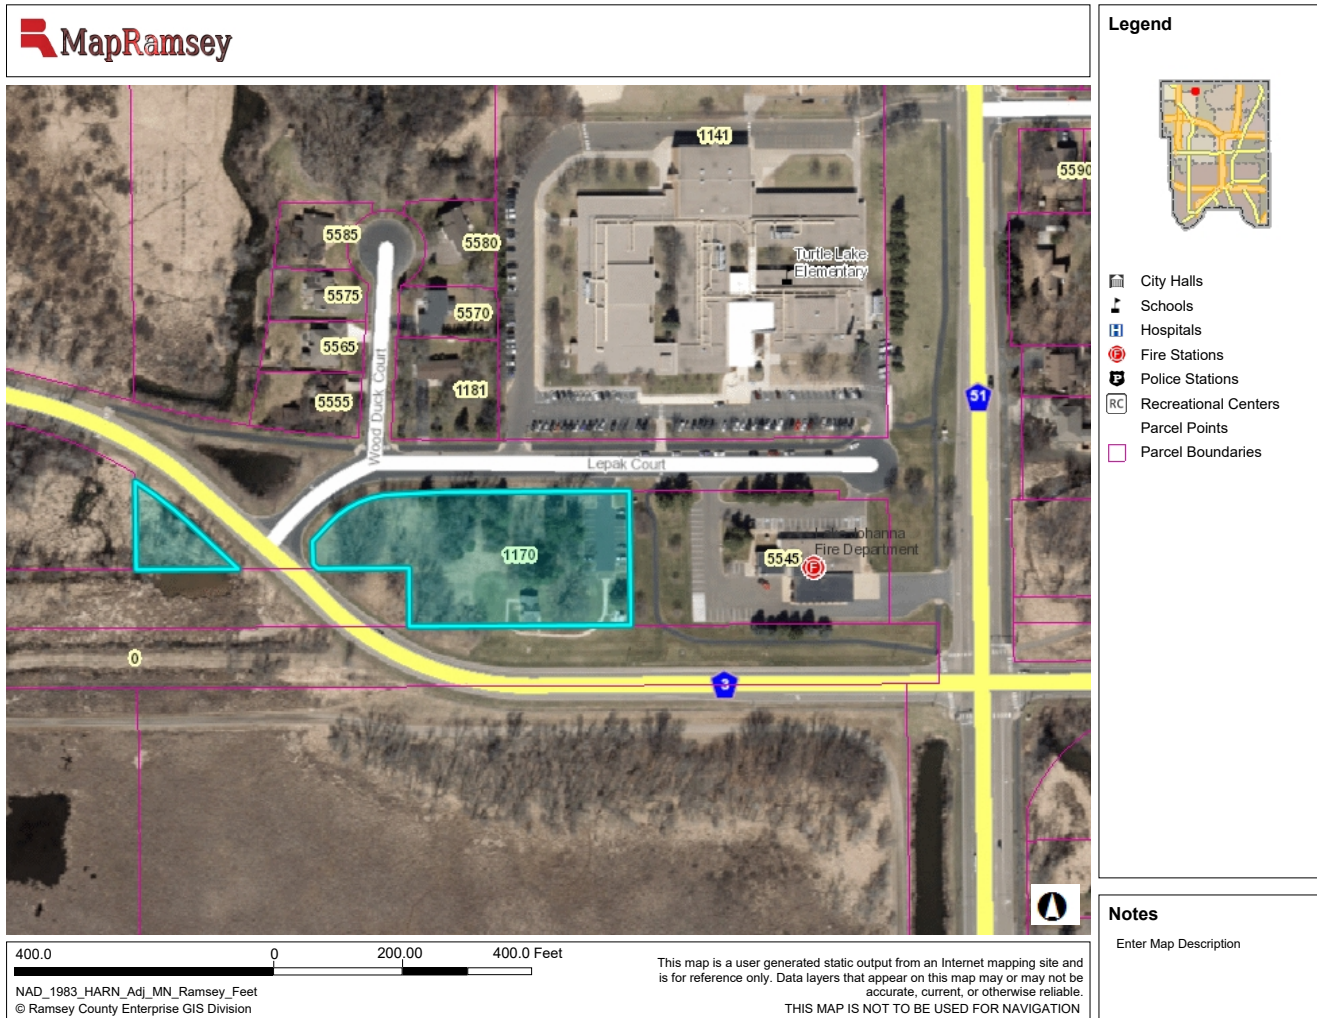 MapRamsey
Legend
City Halls
Schools
H Hospitals
F Fire Stations
P Police Stations
RC Recreational Centers
Parcel Points
Parcel Boundaries
1141
5590
5585
5580
Turtle Lake
Elementary
5575
5570
5565
1181
5555
51
Wood Duck Court
Lepak Court
1170
Lake Johanna
Fire Department
5545
F
0
3
Notes
Enter Map Description
400.0 0 200.00 400.0 Feet
NAD_1983_HARN_Adj_MN_Ramsey_Feet
© Ramsey County Enterprise GIS Division
This map is a user generated static output from an Internet mapping site and
is for reference only. Data layers that appear on this map may or may not be
accurate, current, or otherwise reliable.
THIS MAP IS NOT TO BE USED FOR NAVIGATION